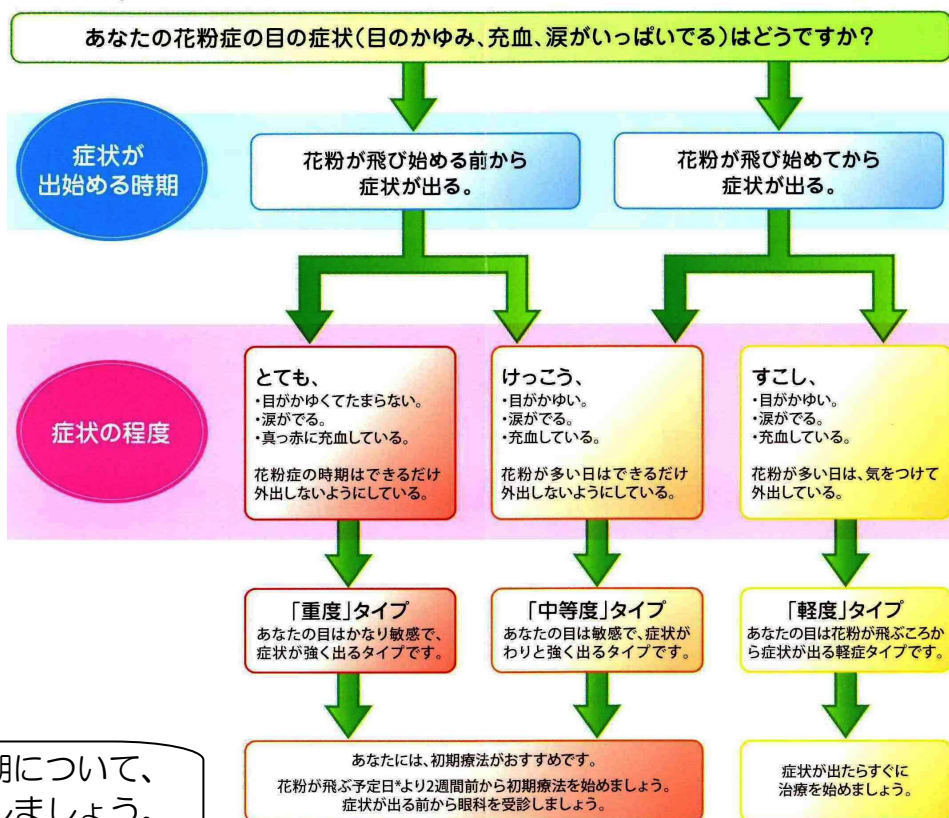 あなたの花粉症の目の症状(目のかゆみ、充血、涙がいっぱいでる)はどうですか?
症状が
出始める時期
花粉が飛び始める前から
症状が出る。
花粉が飛び始めてから
症状が出る。
症状の程度
とても、
・目がかゆくてたまらない。
・涙がでる。
・真っ赤に充血している。
花粉症の時期はできるだけ
外出しないようにしている。
けっこう、
・目がかゆい。
・涙がでる。
・充血している。
花粉が多い日はできるだけ
外出しないようにしている。
すこし、
・目がかゆい。
・涙がでる。
・充血している。
花粉が多い日は、気をつけて
外出している。
「重度」タイプ
あなたの目はかなり敏感で、
症状が強く出るタイプです。
「中等度」タイプ
あなたの目は敏感で、症状が
わりと強く出るタイプです。
「軽度」タイプ
あなたの目は花粉が飛ぶころか
ら症状が出る軽症タイプです。
あなたには、初期療法がおすすめです。
花粉が飛ぶ予定日*より2週間前から初期療法を始めましょう。
症状が出る前から眼科を受診しましょう。
症状が出たらすぐに
治療を始めましょう。
期について、
しましょう。